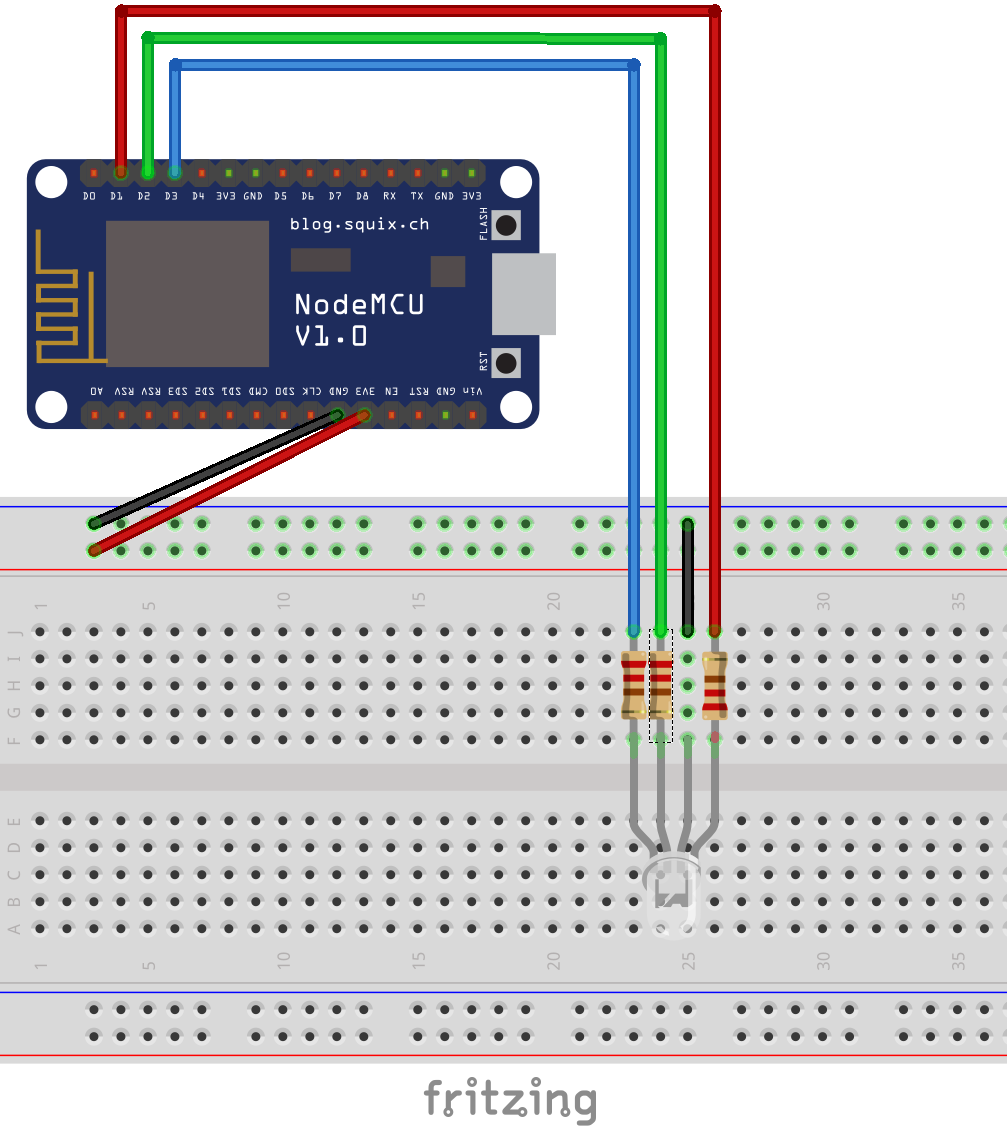 D0 D1 D2 D3 D4 3V3 GND D5 D6 D7 D8 RX TX GND 3V3
blog.squix.ch
FLASH
NodeMCU
V1.0
RST
A0 RSV RSV SD3 SD2 SD1 CMD SD0 CLK GND 3V3 EN RST GND Vin
1 5 10 15 20 30 35
J
I
H
G
F
E
D
C
B
A
1 5 10 15 20 25 30 35
fritzing